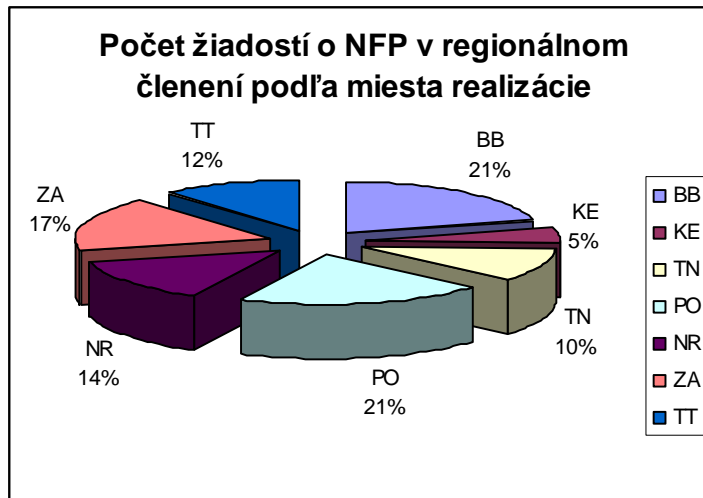 Počet žiadostí o NFP v regionálnom
členení podľa miesta realizácie
TT
12%
BB
21%
ZA
17%
KE
5%
NR
14%
PO
21%
TN
10%
BB
KE
TN
PO
NR
ZA
TT